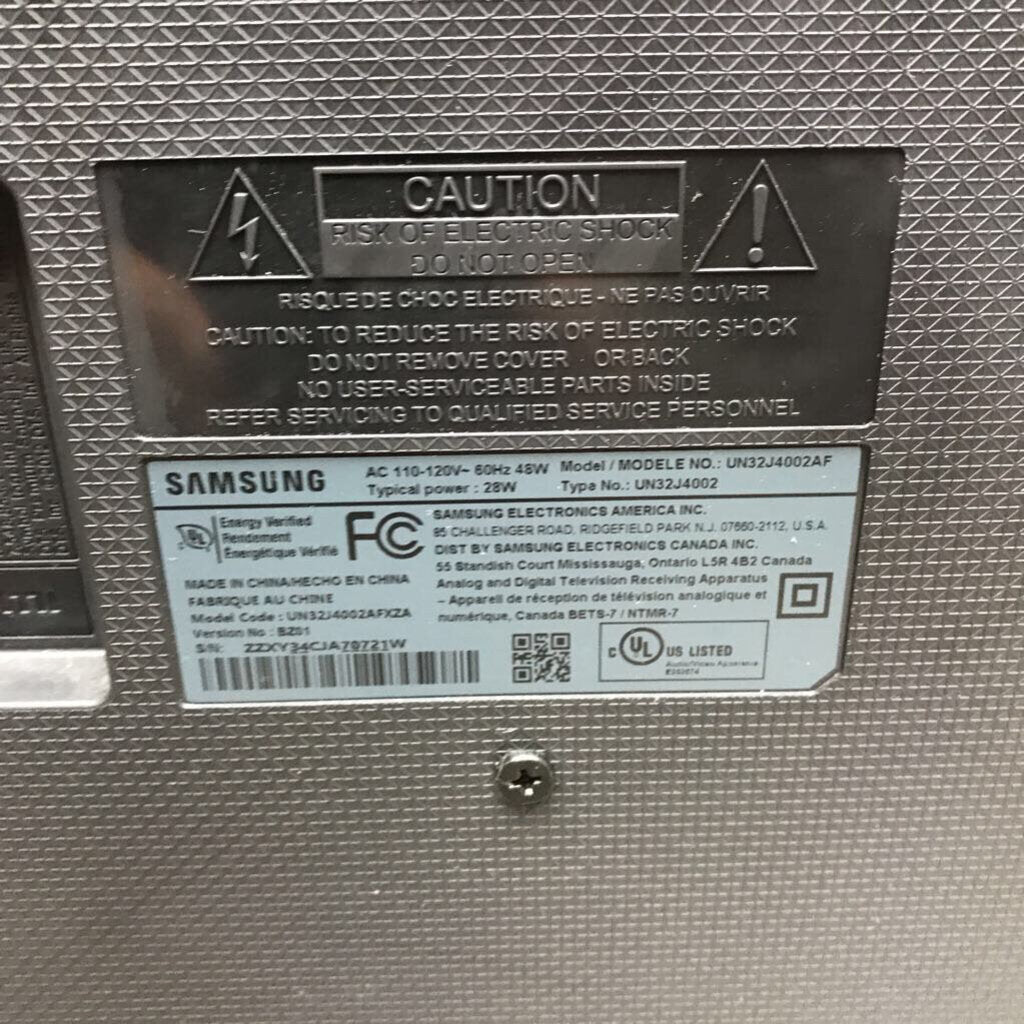 CAUTION
RISK OF ELECTRIC SHOCK
DO NOT OPEN
RISQUE DE CHOC ELECTRIQUE - NE PAS OUVRIR
CAUTION: TO REDUCE THE RISK OF ELECTRIC SHOCK
DO NOT REMOVE COVER OR BACK
NO USER-SERVICEABLE PARTS INSIDE
REFER SERVICING TO QUALIFIED SERVICE PERSONNEL
SAMSUNG
AC 110-120V~ 60Hz 48W Model / MODELE NO.: UN32J4002AF
Typical power : 28W Type No.: UN32J4002
UL
Energy Verified
Rendement
Énergétique Vérifié
FC
SAMSUNG ELECTRONICS AMERICA INC.
85 CHALLENGER ROAD, RIDGEFIELD PARK N.J. 07660-2112, U.S.A.
DIST BY SAMSUNG ELECTRONICS CANADA INC.
55 Standish Court Mississauga, Ontario L5R 4B2 Canada
Analog and Digital Television Receiving Apparatus
- Appareil de réception de télévision analogique et
numérique, Canada BETS-7 / NTMR-7
MADE IN CHINA/HECHO EN CHINA
FABRIQUE AU CHINE
Model Code : UN32J4002AFXZA
Version No : BZ01
S/N: ZZXY34CJA70721W
C UL US LISTED
Audio/Video Apparatus